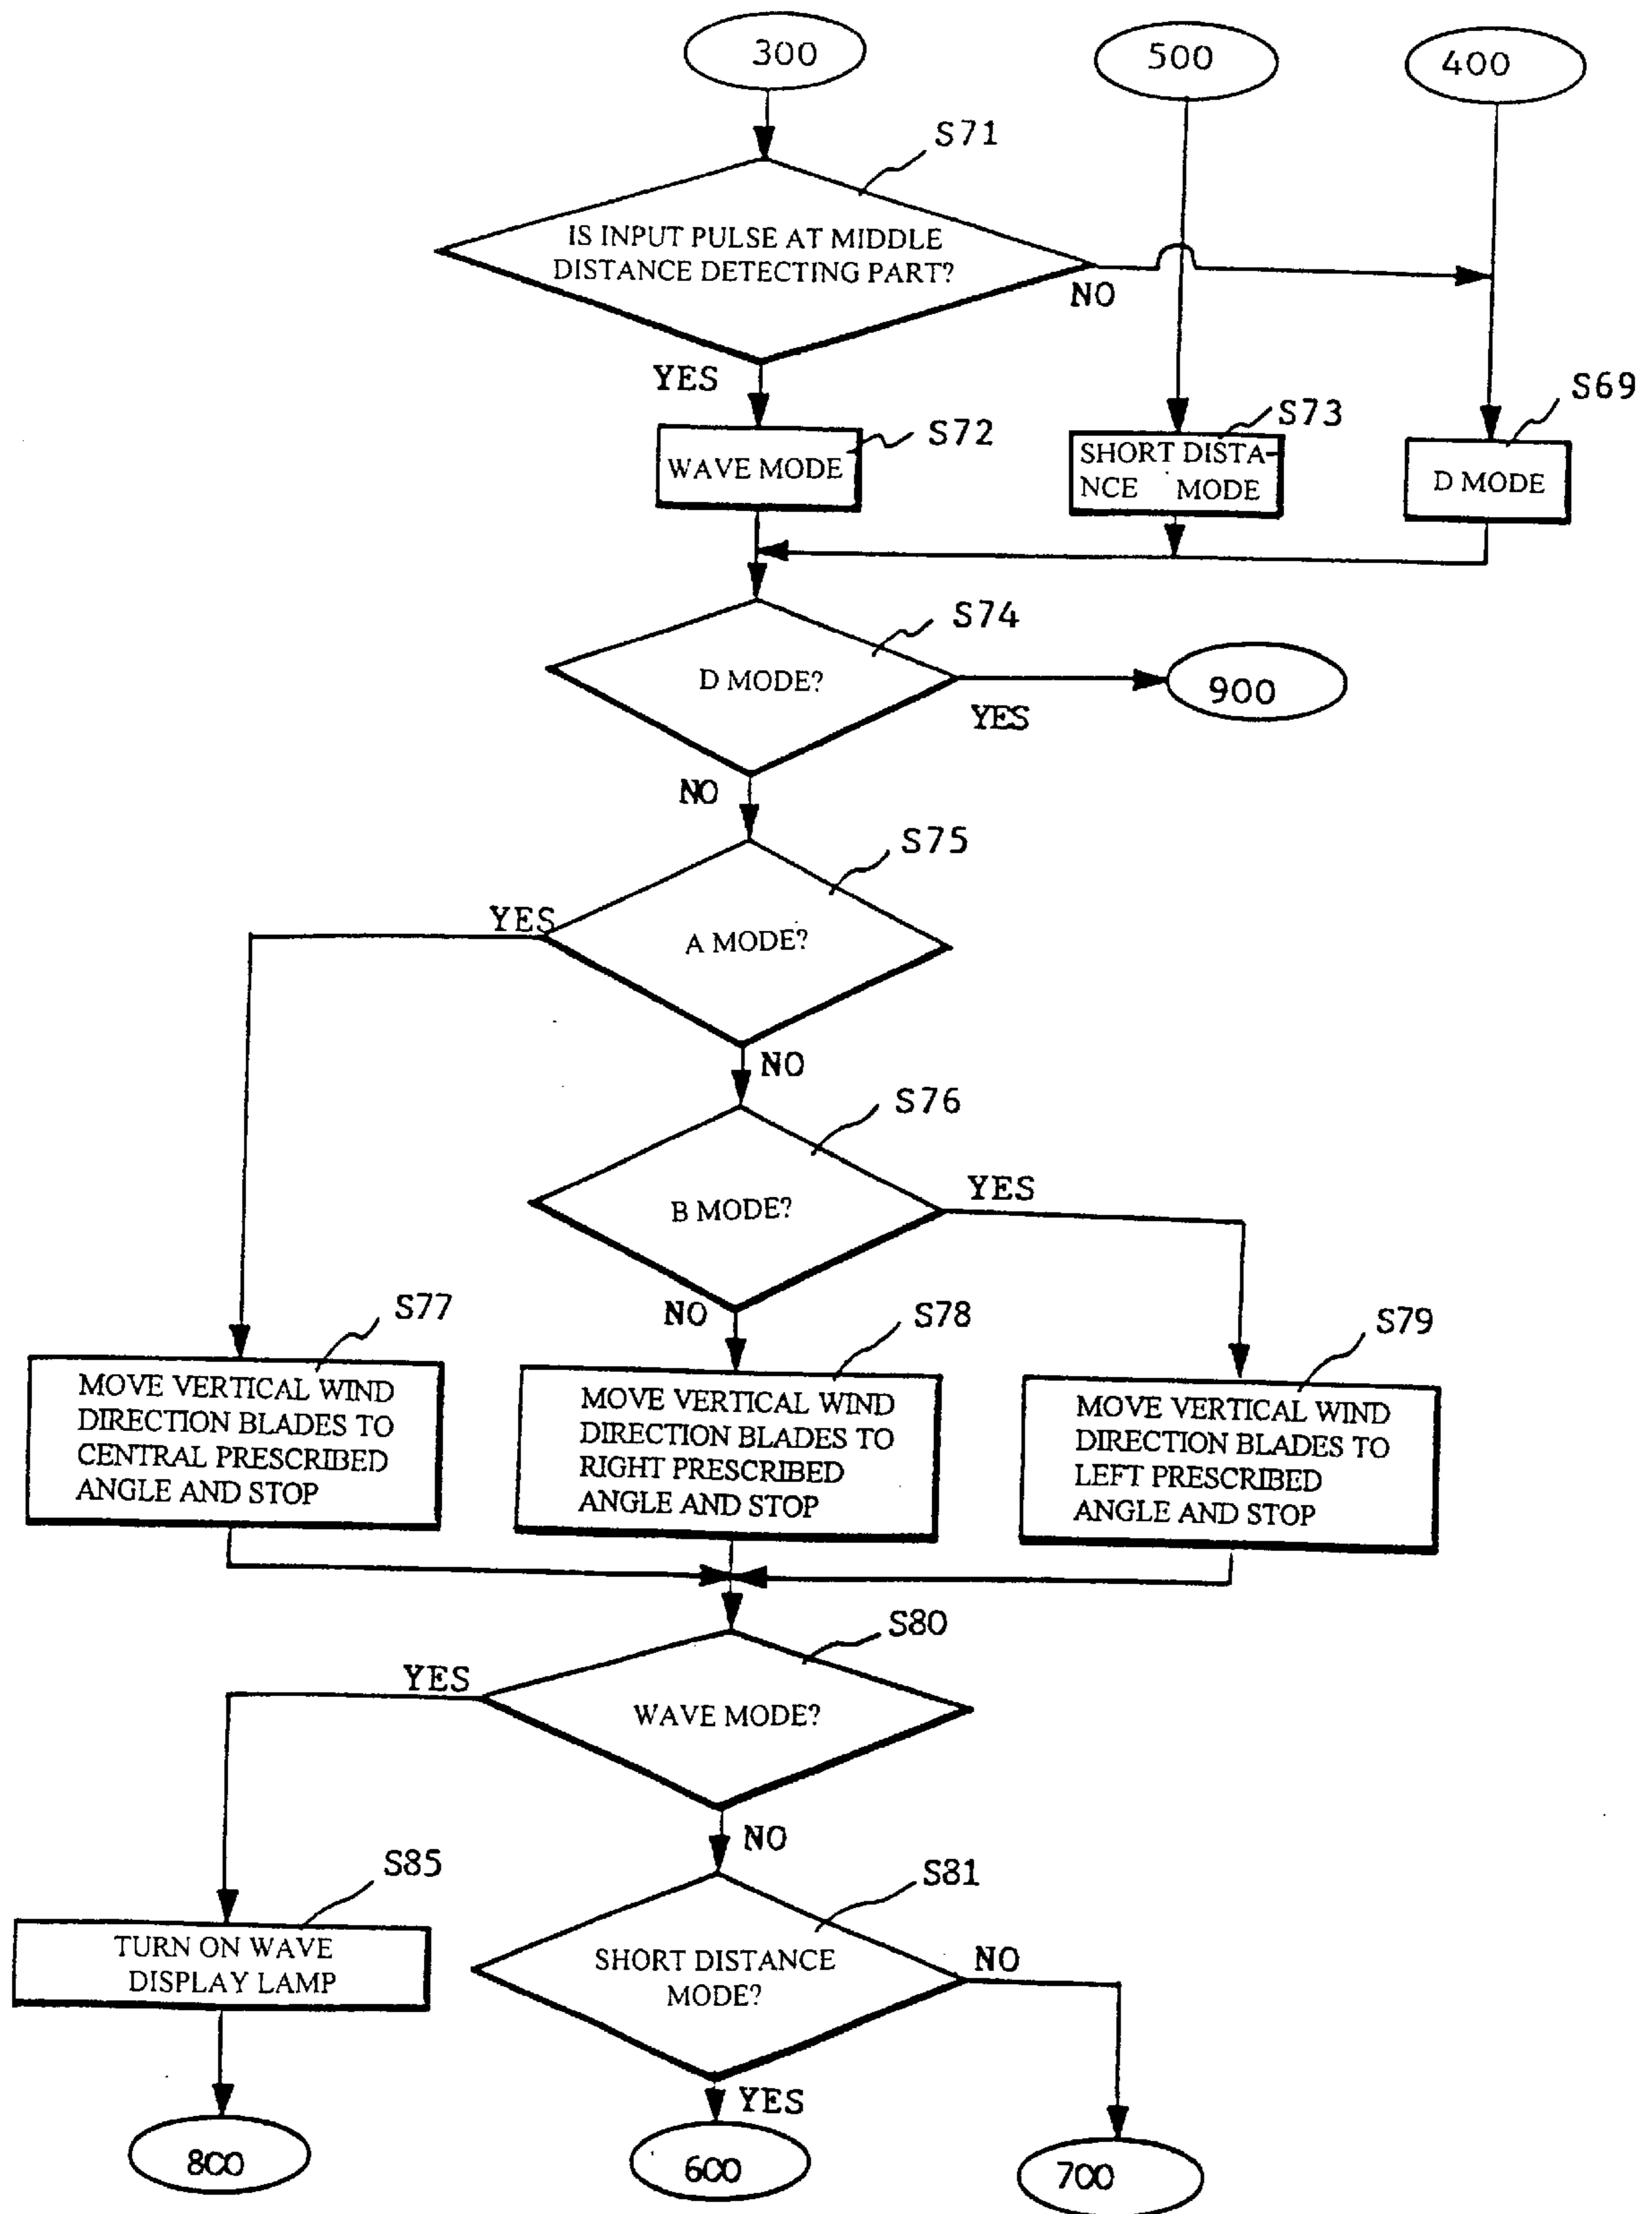 300
500
400
S71
IS INPUT PULSE AT MIDDLE
DISTANCE DETECTING PART?
NO
YES
S72
S73
S69
WAVE MODE
SHORT DISTA-
NCE MODE
D MODE
S74
D MODE?
900
YES
NO
S75
YES
A MODE?
NO
S76
B MODE?
YES
NO
S77
S78
S79
MOVE VERTICAL WIND
DIRECTION BLADES TO
CENTRAL PRESCRIBED
ANGLE AND STOP
MOVE VERTICAL WIND
DIRECTION BLADES TO
RIGHT PRESCRIBED
ANGLE AND STOP
MOVE VERTICAL WIND
DIRECTION BLADES TO
LEFT PRESCRIBED
ANGLE AND STOP
S80
YES
WAVE MODE?
NO
S85
S81
TURN ON WAVE
DISPLAY LAMP
SHORT DISTANCE
MODE?
NO
YES
800
600
700